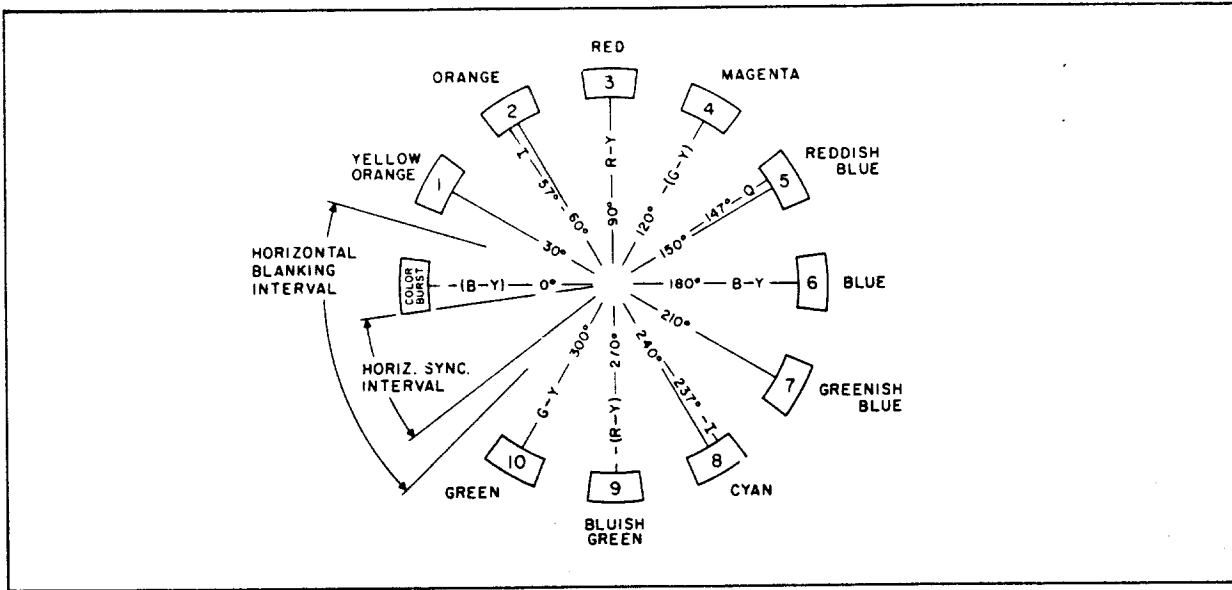 RED
3
R-Y
90°
ORANGE
2
I
57°
60°
MAGENTA
4
-(G-Y)
120°
YELLOW
ORANGE
1
30°
REDDISH
BLUE
5
147° Q
150°
HORIZONTAL
BLANKING
INTERVAL
COLOR
BURST
-(B-Y)
0°
180°
B-Y
6
BLUE
HORIZ. SYNC.
INTERVAL
210°
7
GREENISH
BLUE
300°
G-Y
10
GREEN
270°
-(R-Y)
9
BLUISH
GREEN
240°
237° -I
8
CYAN